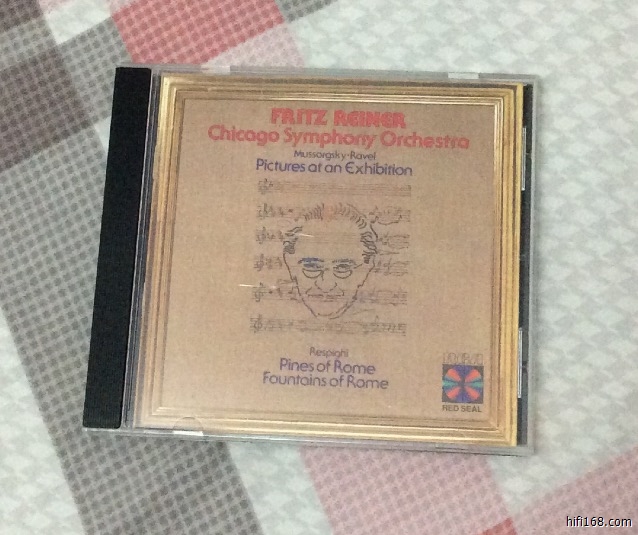 FRITZ REINER
Chicago Symphony Orchestra
Mussorgsky-Ravel
Pictures at an Exhibition
Respighi
Pines of Rome
Fountains of Rome
RED SEAL
hifi168.com